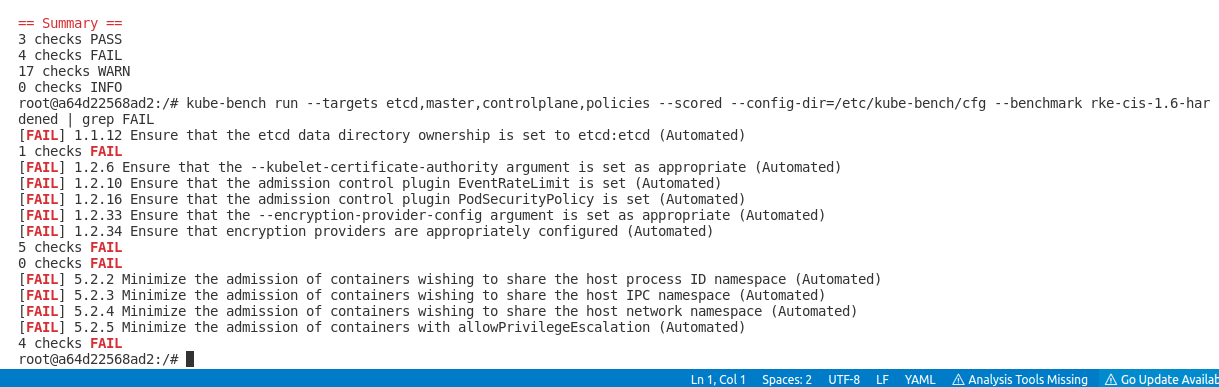 == Summary ==
3 checks PASS
4 checks FAIL
17 checks WARN
0 checks INFO
root@a64d22568ad2:/# kube-bench run --targets etcd,master,controlplane,policies --scored --config-dir=/etc/kube-bench/cfg --benchmark rke-cis-1.6-har
dened | grep FAIL
[FAIL] 1.1.12 Ensure that the etcd data directory ownership is set to etcd:etcd (Automated)
1 checks FAIL
[FAIL] 1.2.6 Ensure that the --kubelet-certificate-authority argument is set as appropriate (Automated)
[FAIL] 1.2.10 Ensure that the admission control plugin EventRateLimit is set (Automated)
[FAIL] 1.2.16 Ensure that the admission control plugin PodSecurityPolicy is set (Automated)
[FAIL] 1.2.33 Ensure that the --encryption-provider-config argument is set as appropriate (Automated)
[FAIL] 1.2.34 Ensure that encryption providers are appropriately configured (Automated)
5 checks FAIL
0 checks FAIL
[FAIL] 5.2.2 Minimize the admission of containers wishing to share the host process ID namespace (Automated)
[FAIL] 5.2.3 Minimize the admission of containers wishing to share the host IPC namespace (Automated)
[FAIL] 5.2.4 Minimize the admission of containers wishing to share the host network namespace (Automated)
[FAIL] 5.2.5 Minimize the admission of containers with allowPrivilegeEscalation (Automated)
4 checks FAIL
root@a64d22568ad2:/#
Ln 1, Col 1 Spaces: 2 UTF-8 LF YAML ⚠ Analysis Tools Missing ⚠ Go Update Availab